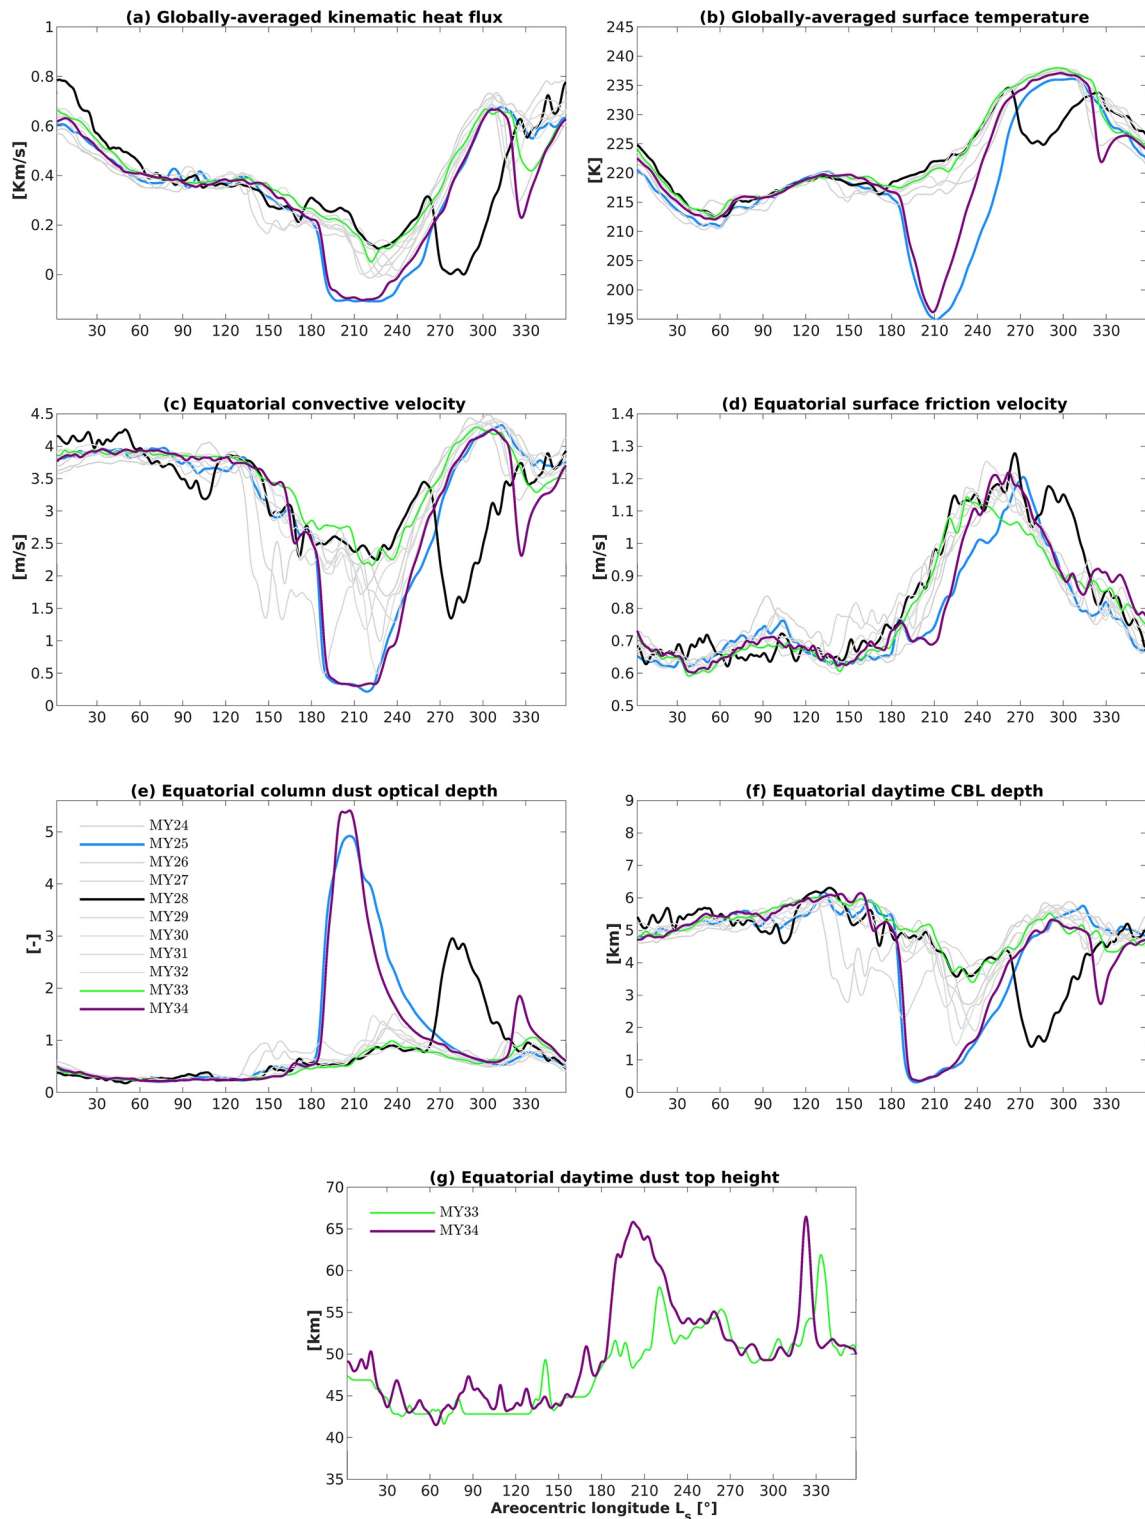 (a) Globally-averaged kinematic heat flux
1
0.8
0.6
0.4
0.2
0
[Km/s]
30 60 90 120 150 180 210 240 270 300 330
(b) Globally-averaged surface temperature
245
240
235
230
225
220
215
210
205
200
195
[K]
30 60 90 120 150 180 210 240 270 300 330
(c) Equatorial convective velocity
4.5
4
3.5
3
2.5
2
1.5
1
0.5
0
[m/s]
30 60 90 120 150 180 210 240 270 300 330
(d) Equatorial surface friction velocity
1.4
1.3
1.2
1.1
1
0.9
0.8
0.7
0.6
0.5
[m/s]
30 60 90 120 150 180 210 240 270 300 330
(e) Equatorial column dust optical depth
5
4
3
2
1
0
[-]
MY24
MY25
MY26
MY27
MY28
MY29
MY30
MY31
MY32
MY33
MY34
30 60 90 120 150 180 210 240 270 300 330
(f) Equatorial daytime CBL depth
9
8
7
6
5
4
3
2
1
0
[km]
30 60 90 120 150 180 210 240 270 300 330
(g) Equatorial daytime dust top height
70
65
60
55
50
45
40
35
[km]
MY33
MY34
30 60 90 120 150 180 210 240 270 300 330
Areocentric longitude Ls [°]